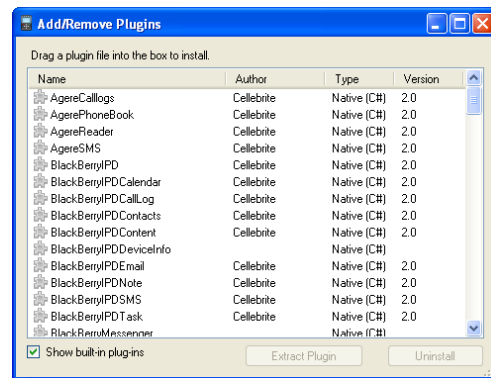 Add/Remove Plugins
Drag a plugin file into the box to install.
Name Author Type Version
AgereCalllogs Cellebrite Native (C#) 2.0
AgerePhoneBook Cellebrite Native (C#) 2.0
AgereReader Cellebrite Native (C#) 2.0
AgereSMS Cellebrite Native (C#) 2.0
BlackBerryIPD Cellebrite Native (C#) 2.0
BlackBerryIPDCalendar Cellebrite Native (C#) 2.0
BlackBerryIPDCallLog Cellebrite Native (C#) 2.0
BlackBerryIPDContacts Cellebrite Native (C#) 2.0
BlackBerryIPDContent Cellebrite Native (C#) 2.0
BlackBerryIPDDeviceInfo Native (C#)
BlackBerryIPDEmail Cellebrite Native (C#) 2.0
BlackBerryIPDNote Cellebrite Native (C#) 2.0
BlackBerryIPDSMS Cellebrite Native (C#) 2.0
BlackBerryIPDTask Cellebrite Native (C#) 2.0
BlackBerryMessenger Native (C#)
Show built-in plug-ins Extract Plugin Uninstall